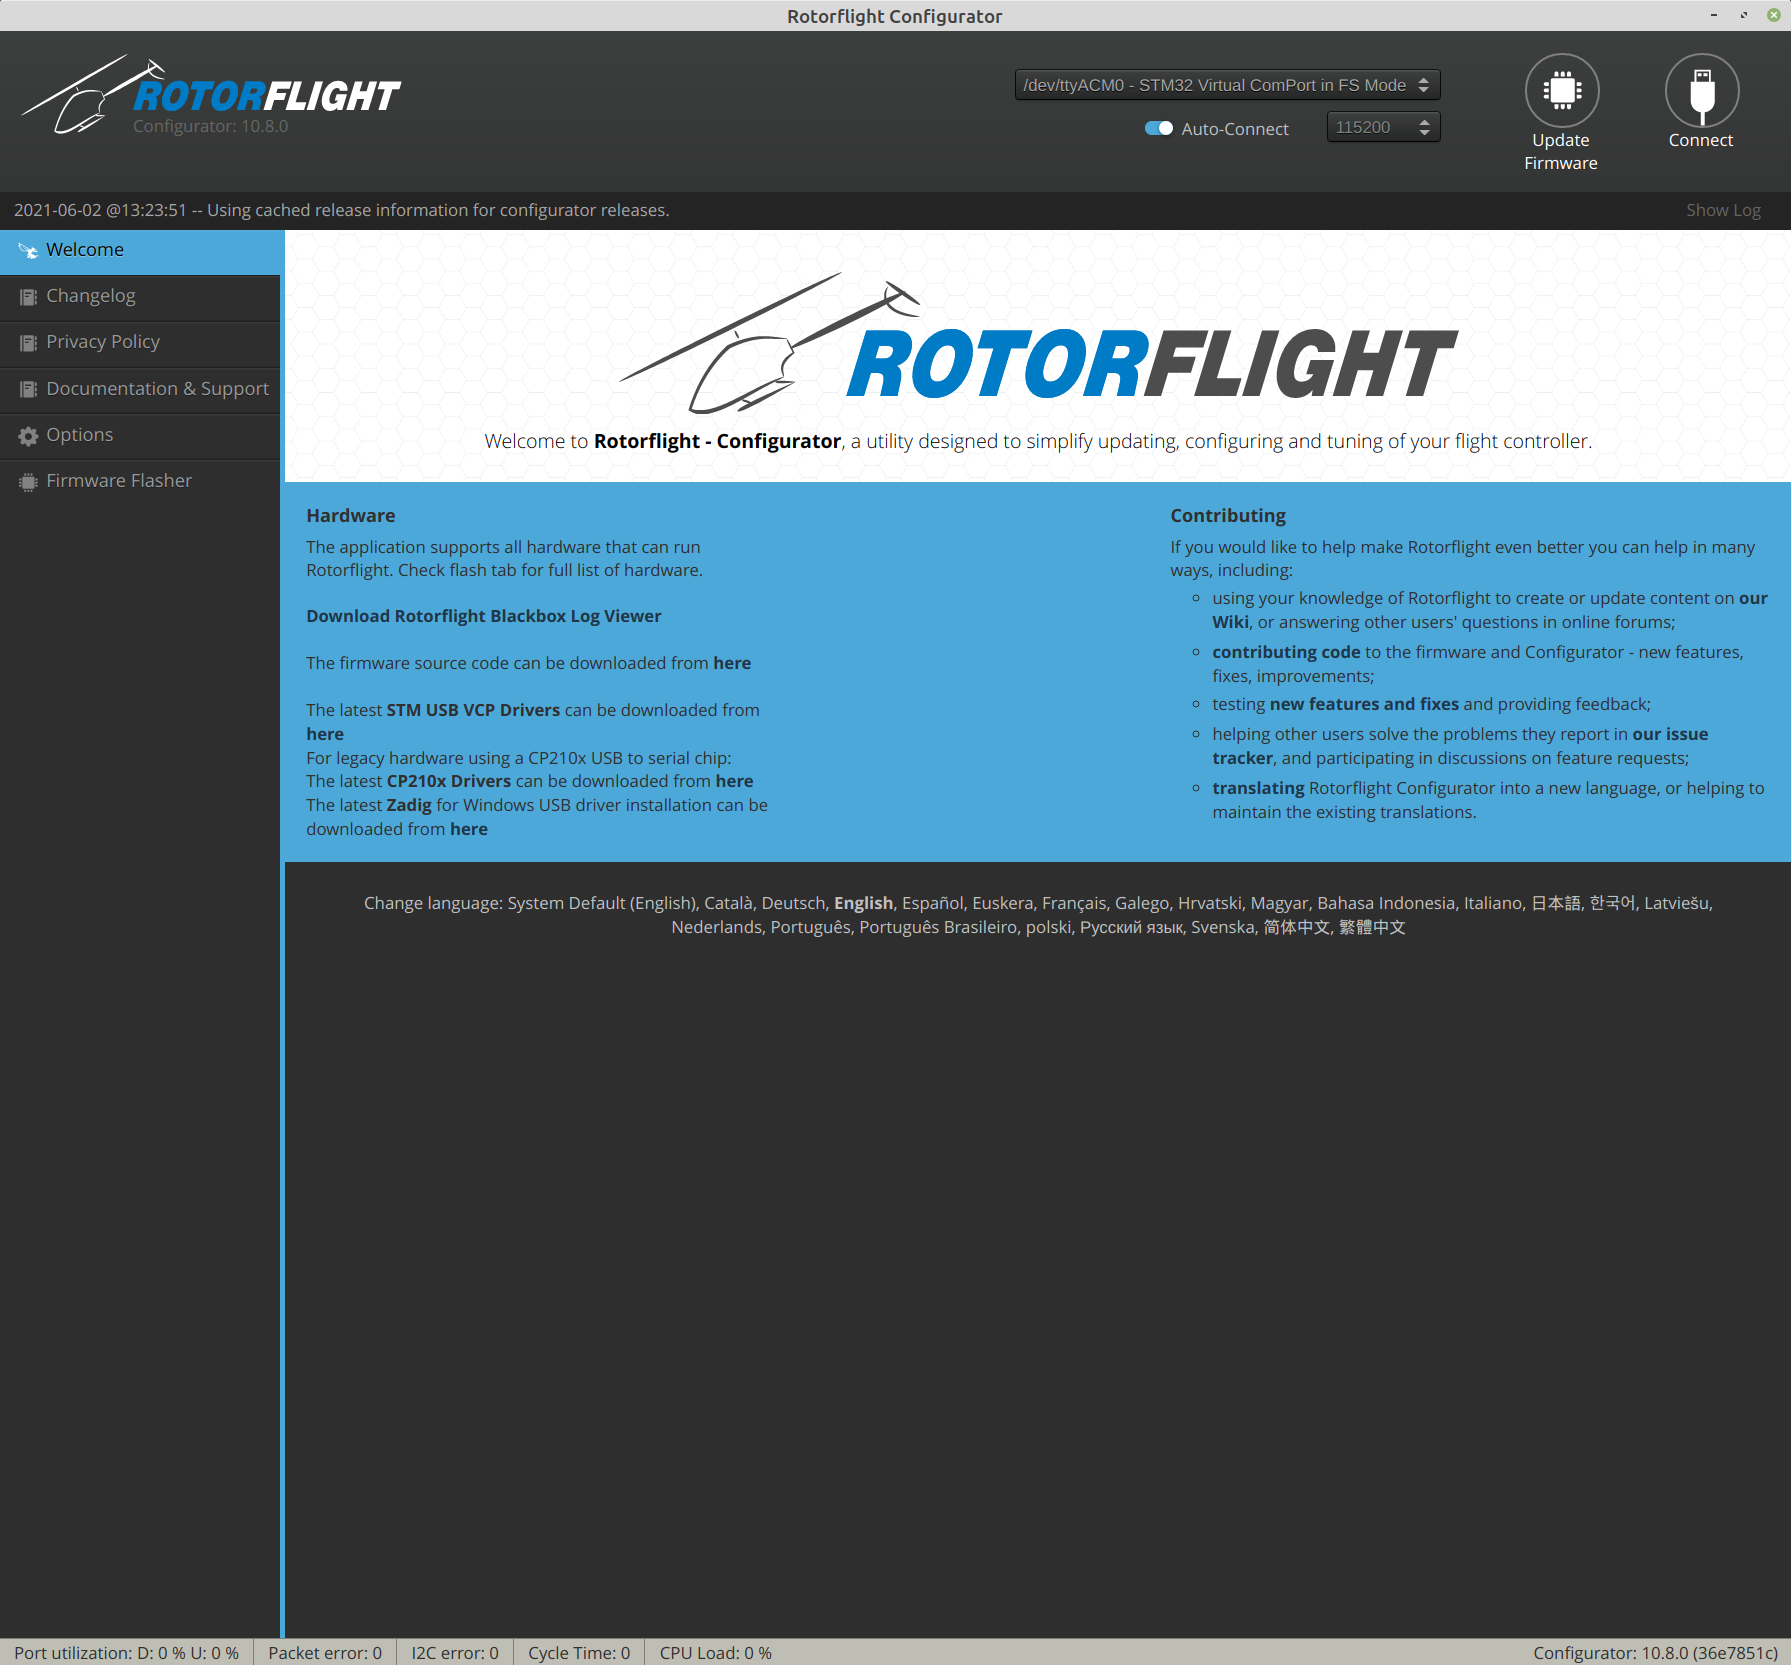 Rotorflight Configurator
ROTORFLIGHT
Configurator: 10.8.0
/dev/ttyACM0 - STM32 Virtual ComPort in FS Mode
Auto-Connect
115200
Update
Firmware
Connect
2021-06-02 @13:23:51 -- Using cached release information for configurator releases.
Show Log
Welcome
Changelog
Privacy Policy
Documentation & Support
Options
Firmware Flasher
ROTORFLIGHT
Welcome to Rotorflight - Configurator, a utility designed to simplify updating, configuring and tuning of your flight controller.
Hardware
The application supports all hardware that can run
Rotorflight. Check flash tab for full list of hardware.
Download Rotorflight Blackbox Log Viewer
The firmware source code can be downloaded from here
The latest STM USB VCP Drivers can be downloaded from
here
For legacy hardware using a CP210x USB to serial chip:
The latest CP210x Drivers can be downloaded from here
The latest Zadig for Windows USB driver installation can be
downloaded from here
Contributing
If you would like to help make Rotorflight even better you can help in many
ways, including:
using your knowledge of Rotorflight to create or update content on our
Wiki, or answering other users' questions in online forums;
contributing code to the firmware and Configurator - new features,
fixes, improvements;
testing new features and fixes and providing feedback;
helping other users solve the problems they report in our issue
tracker, and participating in discussions on feature requests;
translating Rotorflight Configurator into a new language, or helping to
maintain the existing translations.
Change language: System Default (English), Català, Deutsch, English, Español, Euskera, Français, Galego, Hrvatski, Magyar, Bahasa Indonesia, Italiano, 日本語, 한국어, Latviešu,
Nederlands, Português, Português Brasileiro, polski, Русский язык, Svenska, 简体中文, 繁體中文
Port utilization: D: 0 % U: 0 %
Packet error: 0
I2C error: 0
Cycle Time: 0
CPU Load: 0 %
Configurator: 10.8.0 (36e7851c)